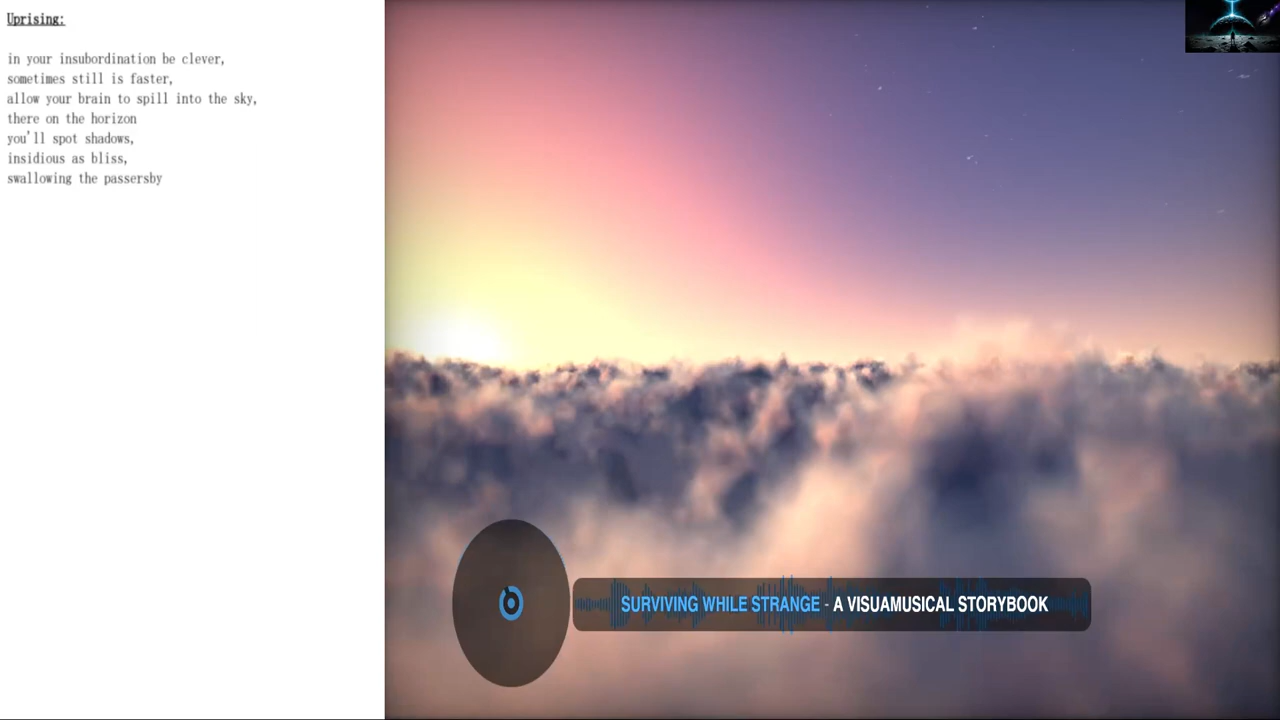 Uprising:
in your insubordination be clever,
sometimes still is faster,
allow your brain to spill into the sky,
there on the horizon
you'll spot shadows,
insidious as bliss,
swallowing the passersby
SURVIVING WHILE STRANGE - A VISUAMUSICAL STORYBOOK